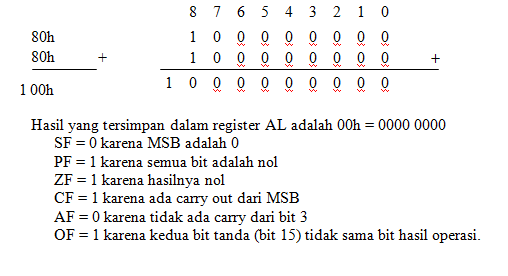 8 7 6 5 4 3 2 1 0
80h 1 0 0 0 0 0 0 0 0
80h + 1 0 0 0 0 0 0 0 0 +
1 00h 1 0 0 0 0 0 0 0 0 0
Hasil yang tersimpan dalam register AL adalah 00h = 0000 0000
SF = 0 karena MSB adalah 0
PF = 1 karena semua bit adalah nol
ZF = 1 karena hasilnya nol
CF = 1 karena ada carry out dari MSB
AF = 0 karena tidak ada carry dari bit 3
OF = 1 karena kedua bit tanda (bit 15) tidak sama bit hasil operasi.